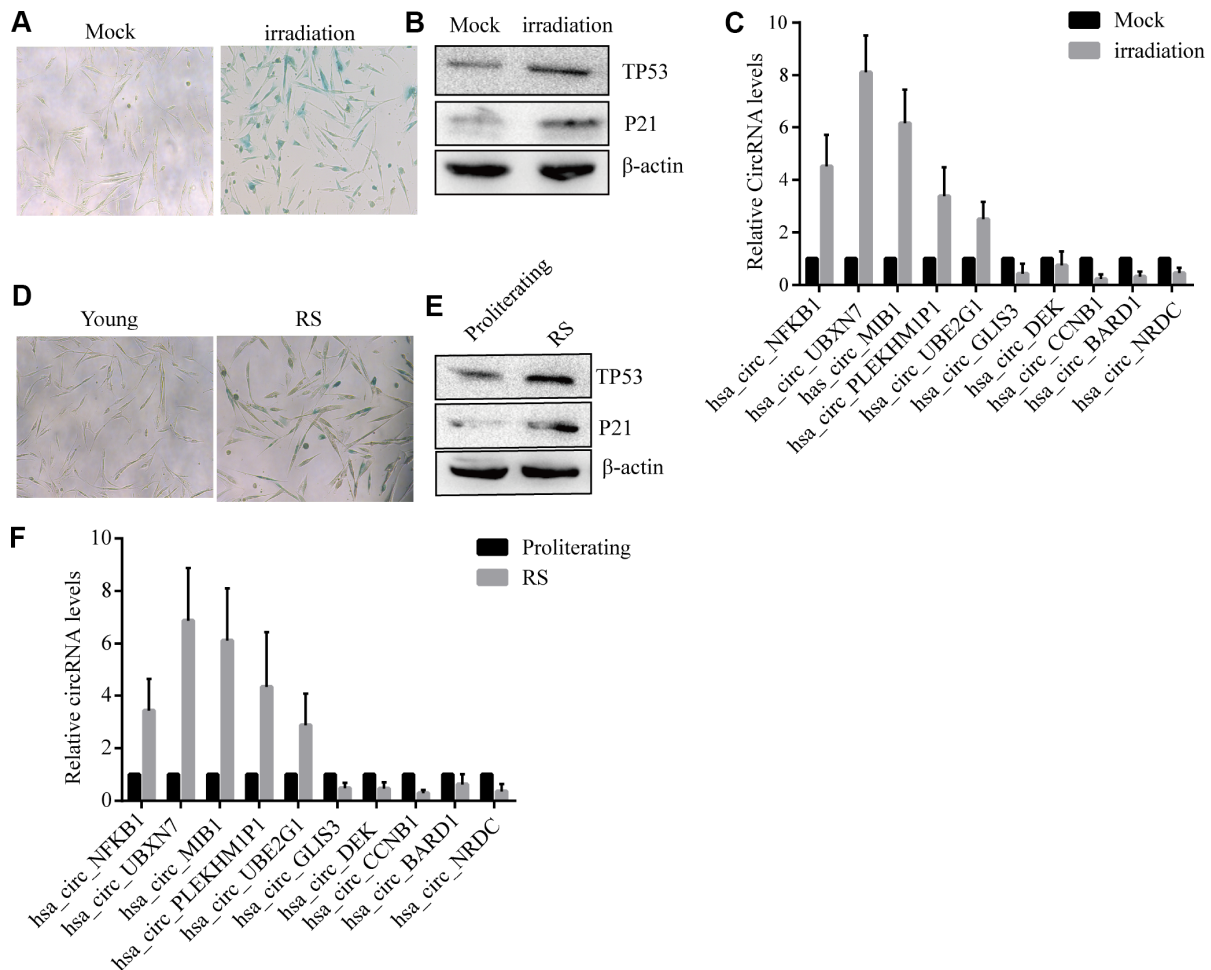 A
Mock
irradiation
B
Mock
irradiation
TP53
P21
β-actin
C
Relative CircRNA levels
10
8
6
4
2
0
Mock
irradiation
hsa_circ_NFKB1
hsa_circ_UBXN7
has_circ_MIB1
hsa_circ_PLEKHM1P1
hsa_circ_UBE2G1
hsa_circ_GLIS3
hsa_circ_DEK
hsa_circ_CCNB1
hsa_circ_BARD1
hsa_circ_NRDC
D
Young
RS
E
Proliterating
RS
TP53
P21
β-actin
F
Relative circRNA levels
10
8
6
4
2
0
Proliterating
RS
hsa_circ_NFKB1
hsa_circ_UBXN7
hsa_circ_MIB1
hsa_circ_PLEKHM1P1
hsa_circ_UBE2G1
hsa_circ_GLIS3
hsa_circ_DEK
hsa_circ_CCNB1
hsa_circ_BARD1
hsa_circ_NRDC